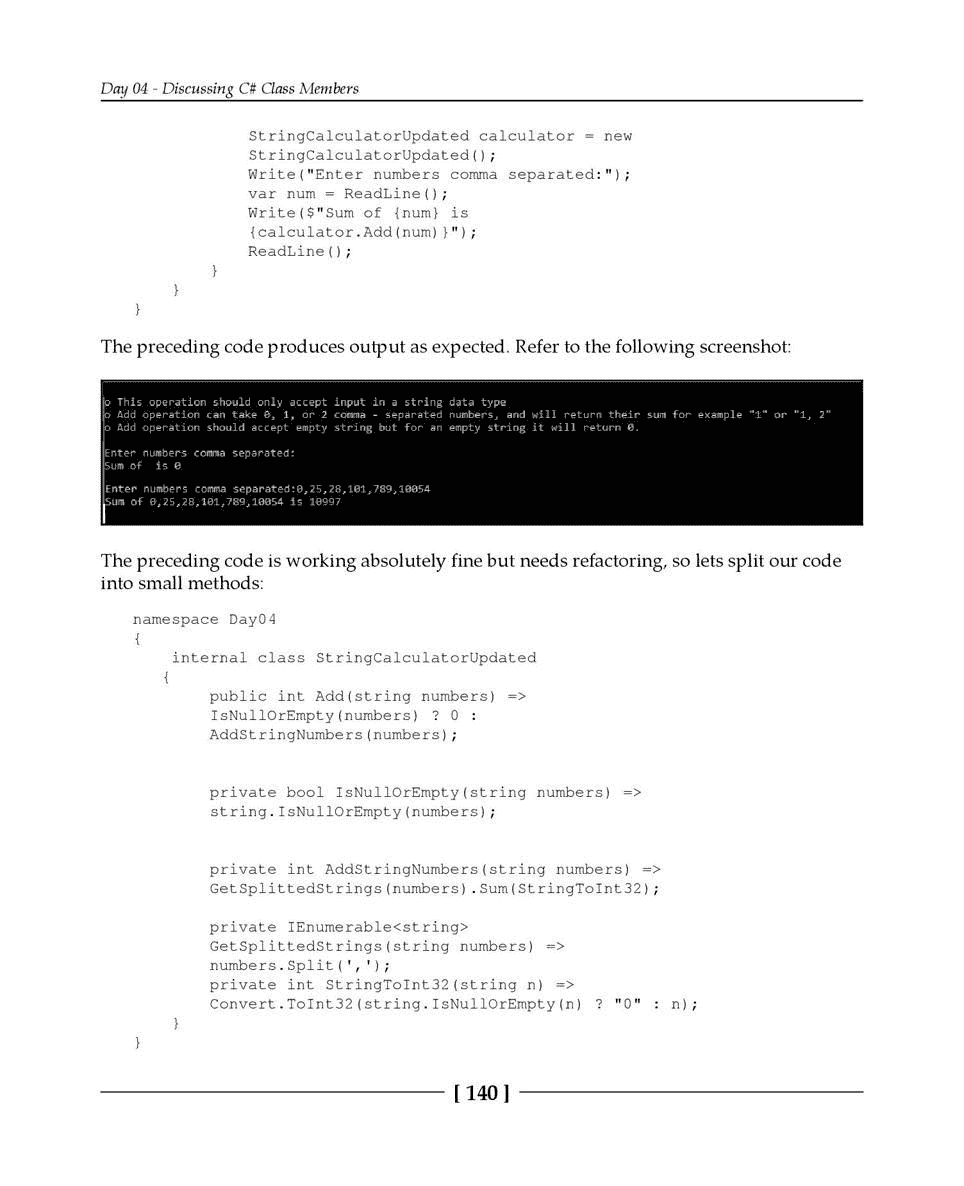 Day 04 - Discussing C# Class Members
StringCalculatorUpdated calculator = new
StringCalculatorUpdated();
Write("Enter numbers comma separated:");
var num = ReadLine();
Write($"Sum of {num} is
{calculator.Add(num)}");
ReadLine();
}
}
}
The preceding code produces output as expected. Refer to the following screenshot:
o This operation should only accept input in a string data type
o Add operation can take 0, 1, or 2 comma - separated numbers, and will return their sum for example "1" or "1, 2"
o Add operation should accept empty string but for an empty string it will return 0.
Enter numbers comma separated:
Sum of  is 0
Enter numbers comma separated:0,25,28,101,789,10054
Sum of 0,25,28,101,789,10054 is 10997
The preceding code is working absolutely fine but needs refactoring, so lets split our code
into small methods:
namespace Day04
{
internal class StringCalculatorUpdated
{
public int Add(string numbers) =>
IsNullOrEmpty(numbers) ? 0 :
AddStringNumbers(numbers);
private bool IsNullOrEmpty(string numbers) =>
string.IsNullOrEmpty(numbers);
private int AddStringNumbers(string numbers) =>
GetSplittedStrings(numbers).Sum(StringToInt32);
private IEnumerable<string>
GetSplittedStrings(string numbers) =>
numbers.Split(',');
private int StringToInt32(string n) =>
Convert.ToInt32(string.IsNullOrEmpty(n) ? "0" : n);
}
}
[ 140 ]